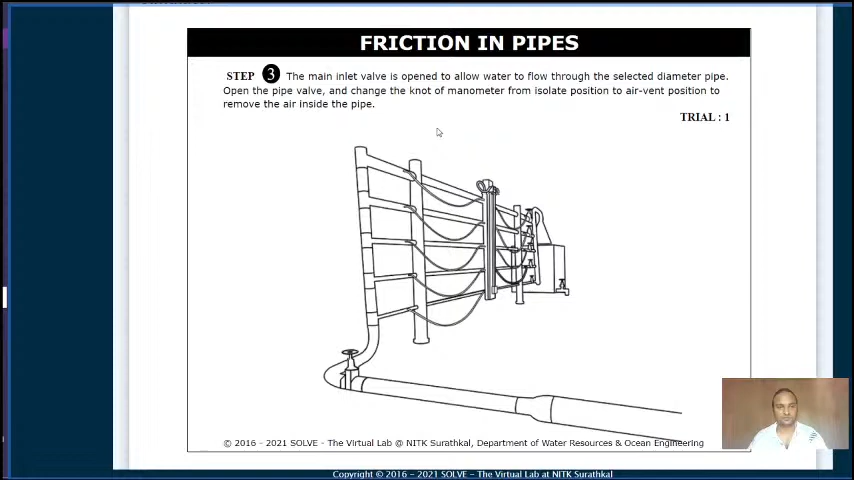 FRICTION IN PIPES
STEP 3 The main inlet valve is opened to allow water to flow through the selected diameter pipe.
Open the pipe valve, and change the knot of manometer from isolate position to air-vent position to
remove the air inside the pipe.
TRIAL : 1
© 2016 - 2021 SOLVE - The Virtual Lab @ NITK Surathkal, Department of Water Resources & Ocean Engineering
Copyright © 2016 – 2021 SOLVE – The Virtual Lab at NITK Surathkal